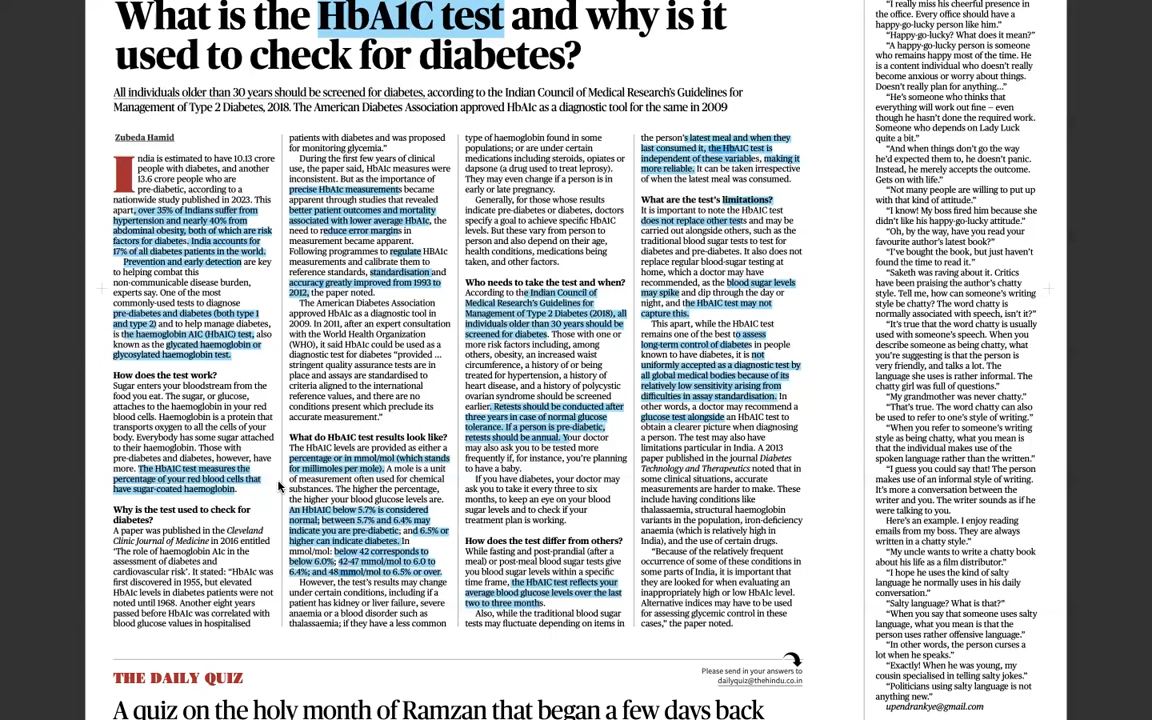 What is the HbA1C test and why is it
used to check for diabetes?
All individuals older than 30 years should be screened for diabetes, according to the Indian Council of Medical Research's Guidelines for
Management of Type 2 Diabetes, 2018. The American Diabetes Association approved HbA1c as a diagnostic tool for the same in 2009
Zubeda Hamid
India is estimated to have 10.13 crore
people with diabetes, and another
13.6 crore people who are
pre-diabetic, according to a
nationwide study published in 2023. This
apart, over 35% of Indians suffer from
hypertension and nearly 40% from
abdominal obesity, both of which are risk
factors for diabetes. India accounts for
17% of all diabetes patients in the world.
Prevention and early detection are key
to helping combat this
non-communicable disease burden,
experts say. One of the most
commonly-used tests to diagnose
pre-diabetes and diabetes (both type 1
and type 2) and to help manage diabetes,
is the haemoglobin A1C (HbA1C) test, also
known as the glycated haemoglobin or
glycosylated haemoglobin test.
How does the test work?
Sugar enters your bloodstream from the
food you eat. The sugar, or glucose,
attaches to the haemoglobin in your red
blood cells. Haemoglobin is a protein that
transports oxygen to all the cells of your
body. Everybody has some sugar attached
to their haemoglobin. Those with
pre-diabetes and diabetes, however, have
more. The HbA1C test measures the
percentage of your red blood cells that
have sugar-coated haemoglobin.
Why is the test used to check for
diabetes?
A paper was published in the Cleveland
Clinic Journal of Medicine in 2016 entitled
'The role of haemoglobin A1c in the
assessment of diabetes and
cardiovascular risk'. It stated: "HbA1c was
first discovered in 1955, but elevated
HbA1c levels in diabetes patients were not
noted until 1968. Another eight years
passed before HbA1c was correlated with
blood glucose values in hospitalised
patients with diabetes and was proposed
for monitoring glycemia."
During the first few years of clinical
use, the paper said, HbA1c measures were
inconsistent. But as the importance of
precise HbA1c measurements became
apparent through studies that revealed
better patient outcomes and mortality
associated with lower average HbA1c, the
need to reduce error margins in
measurement became apparent.
Following programmes to regulate HbA1c
measurements and calibrate them to
reference standards, standardisation and
accuracy greatly improved from 1993 to
2012, the paper noted.
The American Diabetes Association
approved HbA1c as a diagnostic tool in
2009. In 2011, after an expert consultation
with the World Health Organization
(WHO), it said HbA1c could be used as a
diagnostic test for diabetes "provided ...
stringent quality assurance tests are in
place and assays are standardised to
criteria aligned to the international
reference values, and there are no
conditions present which preclude its
accurate measurement."
What do HbA1C test results look like?
The HbA1C levels are provided as either a
percentage or in mmol/mol (which stands
for millimoles per mole). A mole is a unit
of measurement often used for chemical
substances. The higher the percentage,
the higher your blood glucose levels are.
An HbA1C below 5.7% is considered
normal; between 5.7% and 6.4% may
indicate you are pre-diabetic; and 6.5% or
higher can indicate diabetes. In
mmol/mol: below 42 corresponds to
below 6.0%; 42-47 mmol/mol to 6.0 to
6.4%; and 48 mmol/mol to 6.5% or over.
However, the test's results may change
under certain conditions, including if a
patient has kidney or liver failure, severe
anaemia or a blood disorder such as
thalassaemia; if they have a less common
type of haemoglobin found in some
populations; or are under certain
medications including steroids, opiates or
dapsone (a drug used to treat leprosy).
They may even change if a person is in
early or late pregnancy.
Generally, for those whose results
indicate pre-diabetes or diabetes, doctors
specify a goal to achieve specific HbA1C
levels. But these vary from person to
person and also depend on their age,
health conditions, medications being
taken, and other factors.
Who needs to take the test and when?
According to the Indian Council of
Medical Research's Guidelines for
Management of Type 2 Diabetes (2018), all
individuals older than 30 years should be
screened for diabetes. Those with one or
more risk factors including, among
others, obesity, an increased waist
circumference, a history of or being
treated for hypertension, a history of
heart disease, and a history of polycystic
ovarian syndrome should be screened
earlier. Retests should be conducted after
three years in case of normal glucose
tolerance. If a person is pre-diabetic,
retests should be annual. Your doctor
may also ask you to be tested more
frequently if, for instance, you're planning
to have a baby.
If you have diabetes, your doctor may
ask you to take it every three to six
months, to keep an eye on your blood
sugar levels and to check if your
treatment plan is working.
How does the test differ from others?
While fasting and post-prandial (after a
meal) or post-meal blood sugar tests give
you blood sugar levels within a specific
time frame, the HbA1C test reflects your
average blood glucose levels over the last
two to three months.
Also, while the traditional blood sugar
tests may fluctuate depending on items in
the person's latest meal and when they
last consumed it, the HbA1C test is
independent of these variables, making it
more reliable. It can be taken irrespective
of when the latest meal was consumed.
What are the test's limitations?
It is important to note the HbA1C test
does not replace other tests and may be
carried out alongside others, such as the
traditional blood sugar tests to test for
diabetes and pre-diabetes. It also does not
replace regular blood-sugar testing at
home, which a doctor may have
recommended, as the blood sugar levels
may spike and dip through the day or
night, and the HbA1C test may not
capture this.
This apart, while the HbA1C test
remains one of the best to assess
long-term control of diabetes in people
known to have diabetes, it is not
uniformly accepted as a diagnostic test by
all global medical bodies because of its
relatively low sensitivity arising from
difficulties in assay standardisation. In
other words, a doctor may recommend a
glucose test alongside an HbA1C test to
obtain a clearer picture when diagnosing
a person. The test may also have
limitations particular in India. A 2013
paper published in the journal Diabetes
Technology and Therapeutics noted that in
some clinical situations, accurate
measurements are harder to make. These
include having conditions like
thalassaemia, structural haemoglobin
variants in the population, iron-deficiency
anaemia (which is relatively high in
India), and the use of certain drugs.
"Because of the relatively frequent
occurrence of some of these conditions in
some parts of India, it is important that
they are looked for when evaluating an
inappropriately high or low HbA1C level.
Alternative indices may have to be used
for assessing glycemic control in these
cases," the paper noted.
THE DAILY QUIZ
Please send in your answers to
dailyquiz@thehindu.co.in
A quiz on the holy month of Ramzan that began a few days back
"I really miss his cheerful presence in
the office. Every office should have a
happy-go-lucky person like him."
"Happy-go-lucky? What does it mean?"
"A happy-go-lucky person is someone
who remains happy most of the time. He
is a content individual who doesn't really
become anxious or worry about things.
Doesn't really plan for anything..."
"He's someone who thinks that
everything will work out fine – even
though he hasn't done the required work.
Someone who depends on Lady Luck
quite a bit."
"And when things don't go the way
he'd expected them to, he doesn't panic.
Instead, he merely accepts the outcome.
Gets on with life."
"Not many people are willing to put up
with that kind of attitude."
"I know! My boss fired him because she
didn't like his happy-go-lucky attitude."
"Oh, by the way, have you read your
favourite author's latest book?"
"I've bought the book, but just haven't
found the time to read it."
"Saketh was raving about it. Critics
have been praising the author's chatty
style. Tell me, how can someone's writing
style be chatty? The word chatty is
normally associated with speech, isn't it?"
"It's true that the word chatty is usually
used with someone's speech. When you
describe someone as being chatty, what
you're suggesting is that the person is
very friendly, and talks a lot. The
language she uses is rather informal. The
chatty girl was full of questions."
"My grandmother was never chatty."
"That's true. The word chatty can also
be used to refer to one's style of writing."
"When you refer to someone's writing
style as being chatty, what you mean is
that the individual makes use of the
spoken language rather than the written."
"I guess you could say that! The person
makes use of an informal style of writing.
It's more a conversation between the
writer and you. The writer sounds as if he
were talking to you.
Here's an example. I enjoy reading
emails from my boss. They are always
written in a chatty style."
"My uncle wants to write a chatty book
about his life as a film distributor."
"I hope he uses the kind of salty
language he normally uses in his daily
conversation."
"Salty language? What is that?"
"When you say that someone uses salty
language, what you mean is that the
person uses rather offensive language."
"In other words, the person curses a
lot when he speaks."
"Exactly! When he was young, my
cousin specialised in telling salty jokes."
"Politicians using salty language is not
anything new."
upendrankye@gmail.com